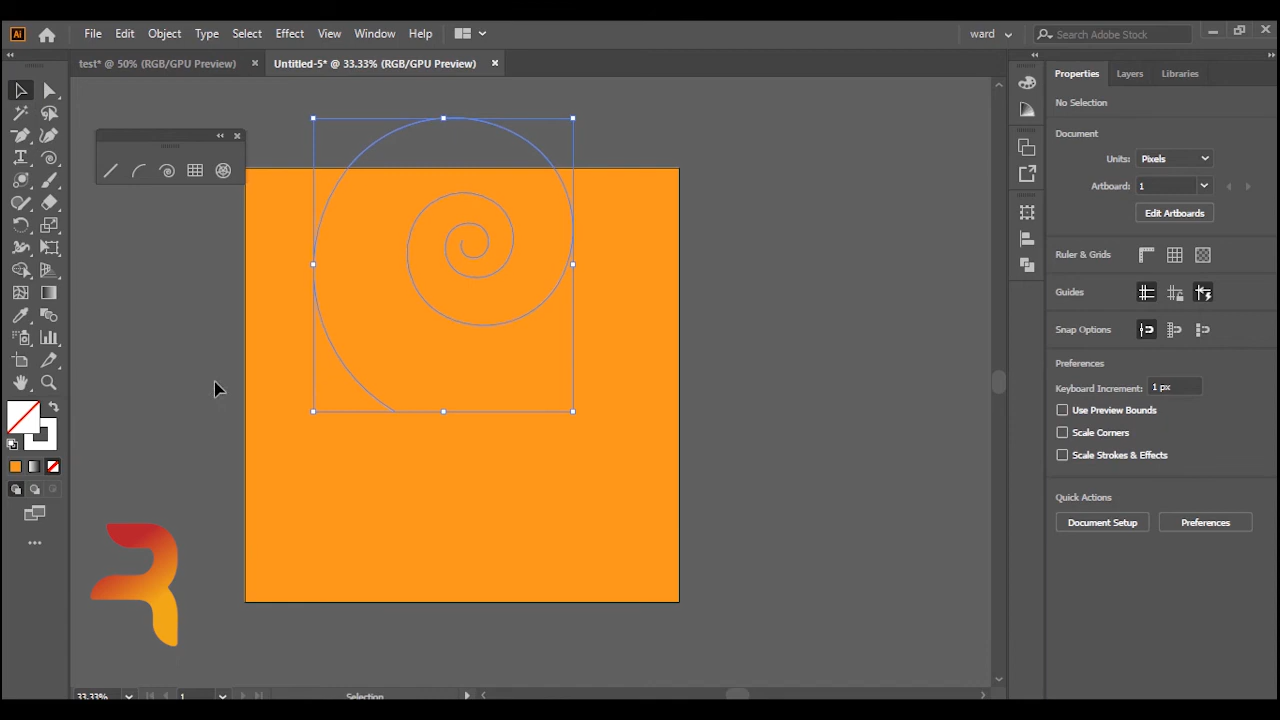 Ai File Edit Object Type Select Effect View Window Help ward Search Adobe Stock
test* @ 50% (RGB/GPU Preview) Untitled-5* @ 33.33% (RGB/GPU Preview)
Properties Layers Libraries
No Selection
Document
Units: Pixels
Artboard: 1
Edit Artboards
Ruler & Grids
Guides
Snap Options
Preferences
Keyboard Increment: 1 px
Use Preview Bounds
Scale Corners
Scale Strokes & Effects
Quick Actions
Document Setup Preferences
33.33% 1 Selection